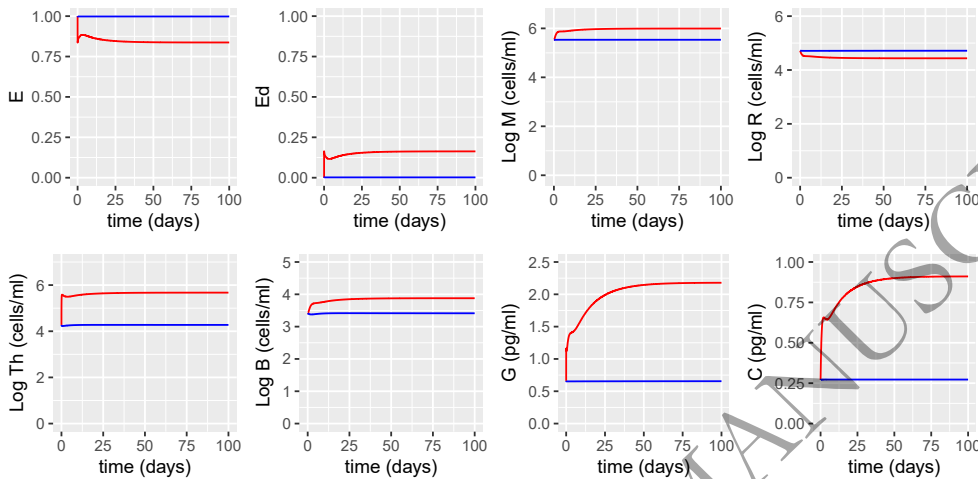 E
1.00
0.75
0.50
0.25
0.00
0 25 50 75 100
time (days)
Ed
1.00
0.75
0.50
0.25
0.00
0 25 50 75 100
time (days)
Log M (cells/ml)
6
4
2
0
0 25 50 75 100
time (days)
Log R (cells/ml)
6
4
2
0
0 25 50 75 100
time (days)
Log Th (cells/ml)
6
4
2
0
0 25 50 75 100
time (days)
Log B (cells/ml)
5
4
3
2
1
0
0 25 50 75 100
time (days)
G (pg/ml)
2.5
2.0
1.5
1.0
0.5
0.0
0 25 50 75 100
time (days)
C (pg/ml)
1.00
0.75
0.50
0.25
0.00
0 25 50 75 100
time (days)